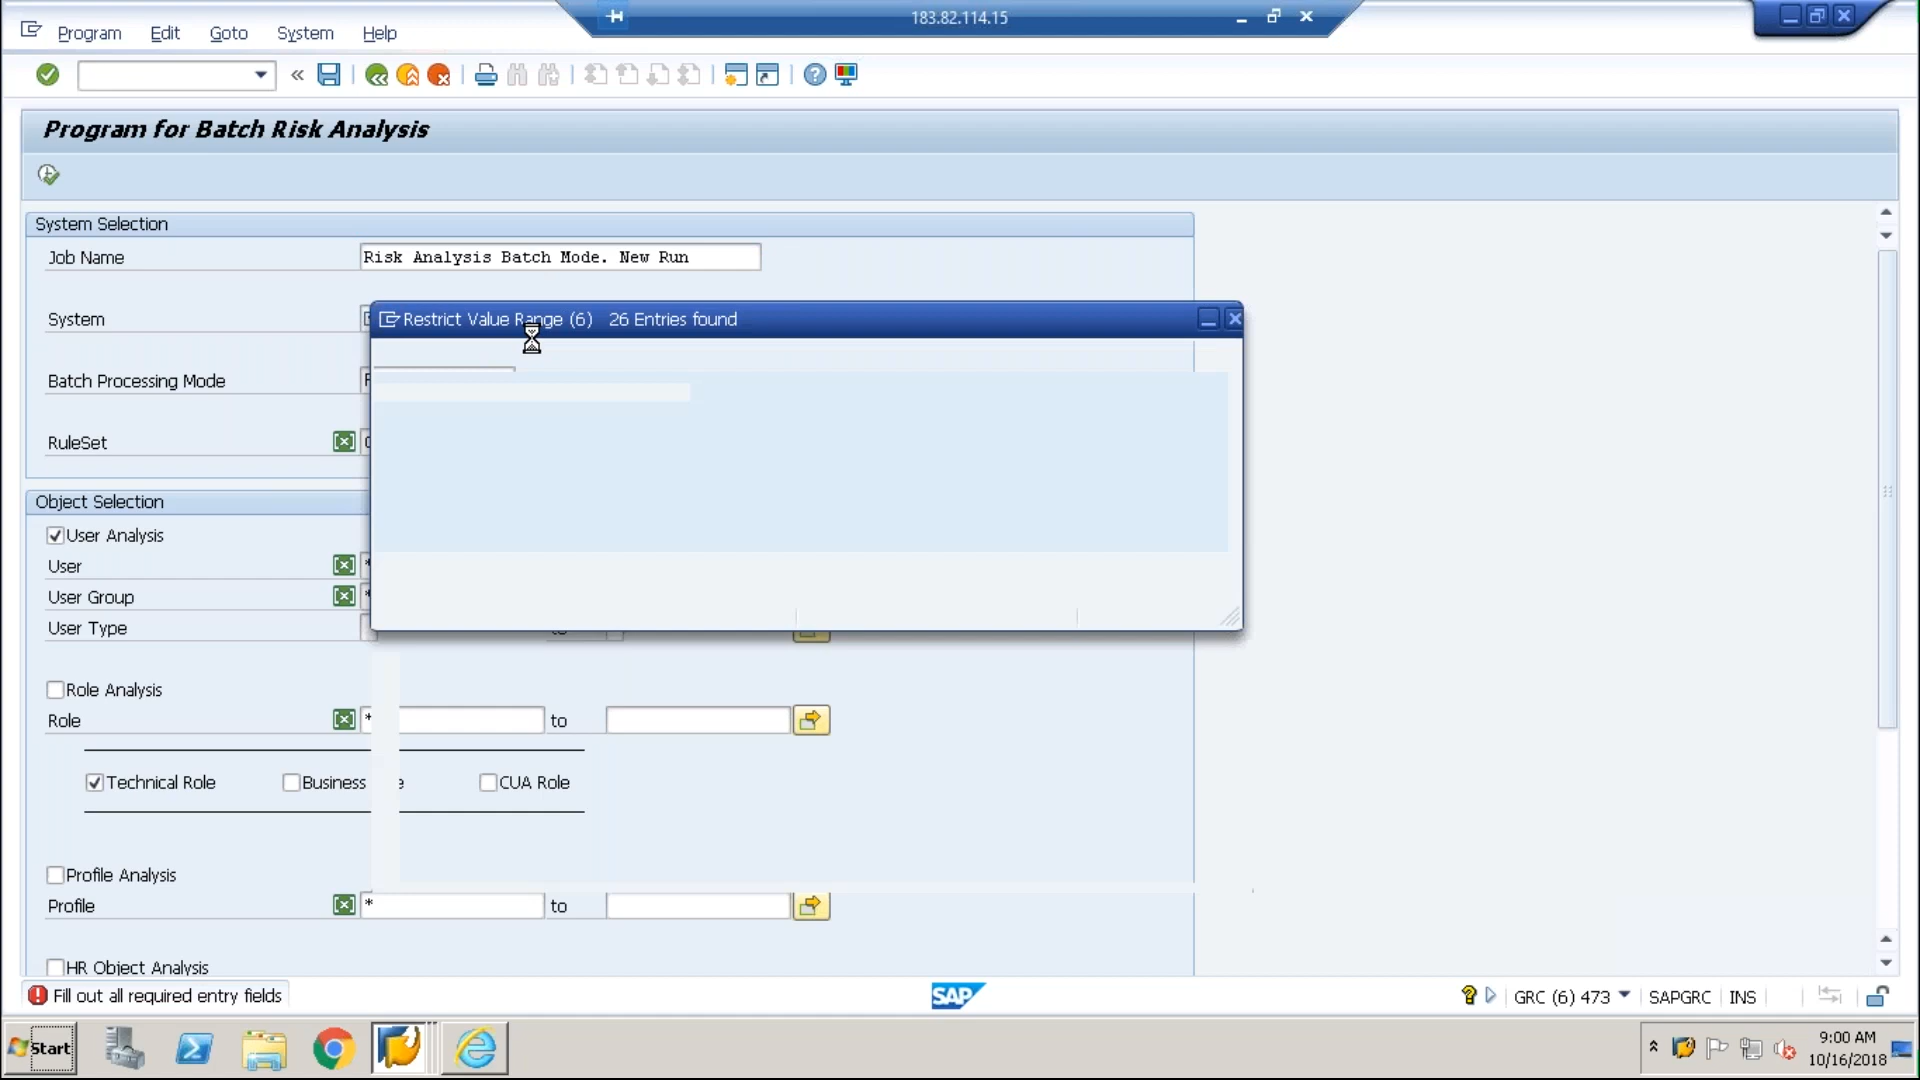 183.82.114.15
Program Edit Goto System Help
Program for Batch Risk Analysis
System Selection
Job Name Risk Analysis Batch Mode. New Run
Restrict Value Range (6) 26 Entries found
System
Batch Processing Mode
RuleSet
Object Selection
User Analysis
User *
User Group *
User Type
Role Analysis
Role * to
Technical Role Business CUA Role
Profile Analysis
Profile * to
HR Object Analysis
Fill out all required entry fields
SAP
GRC (6) 473 SAPGRC INS
Start
9:00 AM
10/16/2018